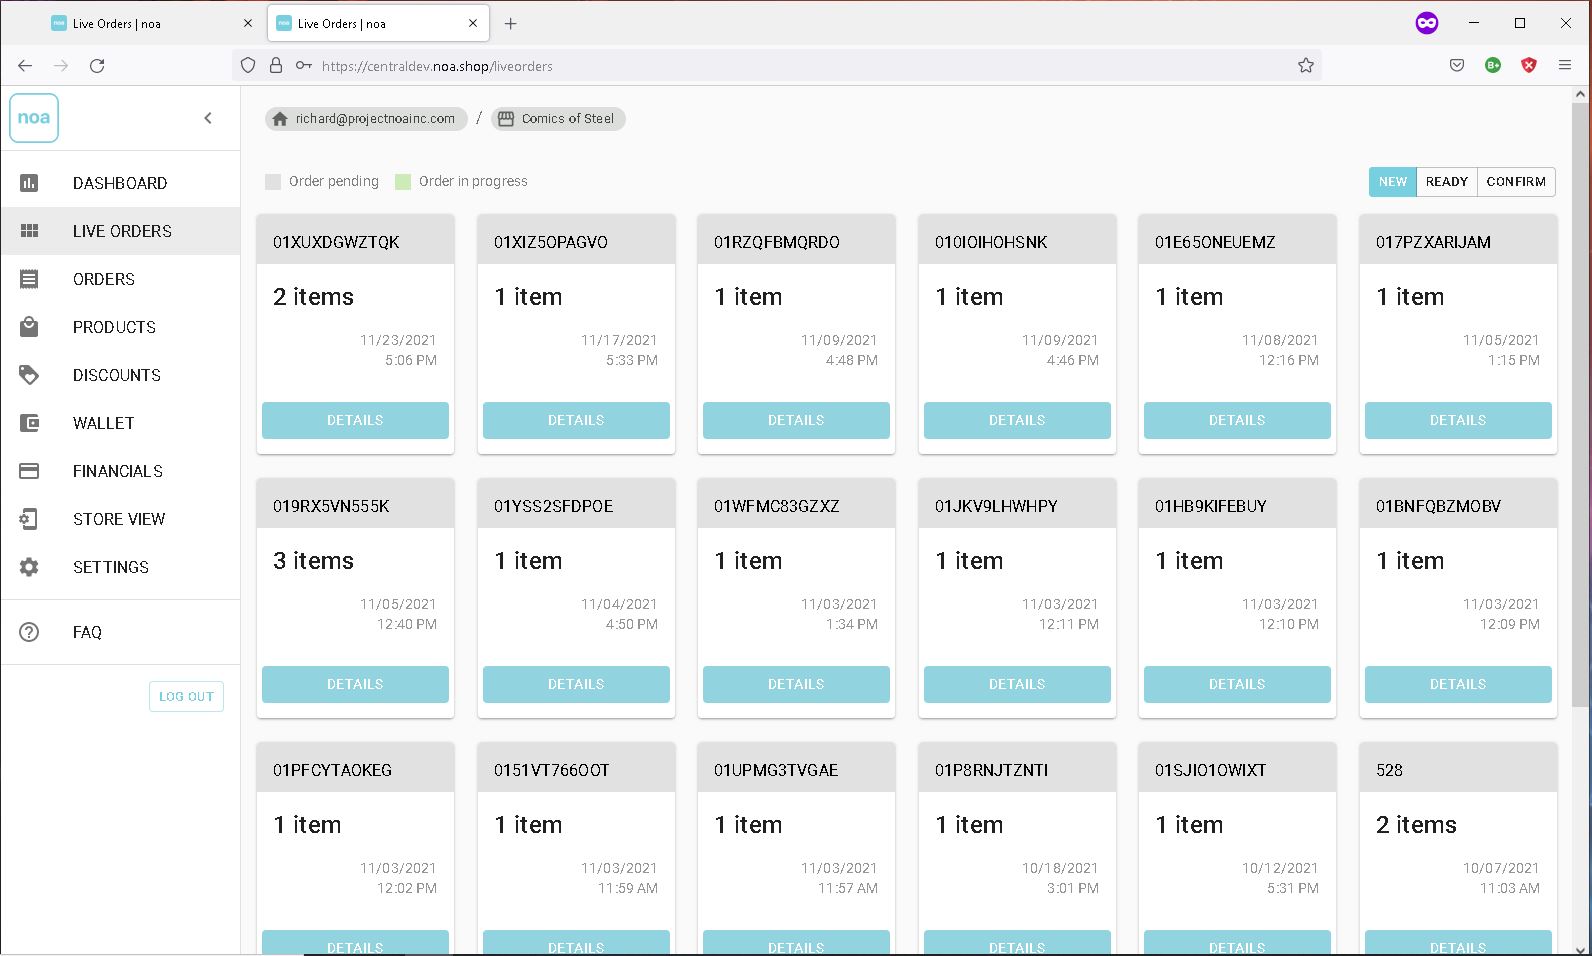 Live Orders | noa
Live Orders | noa
https://centraldev.noa.shop/liveorders
noa
richard@projectnoainc.com / Comics of Steel
DASHBOARD
LIVE ORDERS
ORDERS
PRODUCTS
DISCOUNTS
WALLET
FINANCIALS
STORE VIEW
SETTINGS
FAQ
LOG OUT
Order pending Order in progress
NEW READY CONFIRM
01XUXDGWZTQK
2 items
11/23/2021
5:06 PM
DETAILS
01XIZ5OPAGVO
1 item
11/17/2021
5:33 PM
DETAILS
01RZQFBMQRDO
1 item
11/09/2021
4:48 PM
DETAILS
010IOIHOHSNK
1 item
11/09/2021
4:46 PM
DETAILS
01E65ONEUEMZ
1 item
11/08/2021
12:16 PM
DETAILS
017PZXARIJAM
1 item
11/05/2021
1:15 PM
DETAILS
019RX5VN555K
3 items
11/05/2021
12:40 PM
DETAILS
01YSS2SFDPOE
1 item
11/04/2021
4:50 PM
DETAILS
01WFMC83GZXZ
1 item
11/03/2021
1:34 PM
DETAILS
01JKV9LHWHPY
1 item
11/03/2021
12:11 PM
DETAILS
01HB9KIFEBUY
1 item
11/03/2021
12:10 PM
DETAILS
01BNFQBZMOBV
1 item
11/03/2021
12:09 PM
DETAILS
01PFCYTAOKEG
1 item
11/03/2021
12:02 PM
DETAILS
0151VT766OOT
1 item
11/03/2021
11:59 AM
DETAILS
01UPMG3TVGAE
1 item
11/03/2021
11:57 AM
DETAILS
01P8RNJTZNTI
1 item
10/18/2021
3:01 PM
DETAILS
01SJIO1OWIXT
1 item
10/12/2021
5:31 PM
DETAILS
528
2 items
10/07/2021
11:03 AM
DETAILS